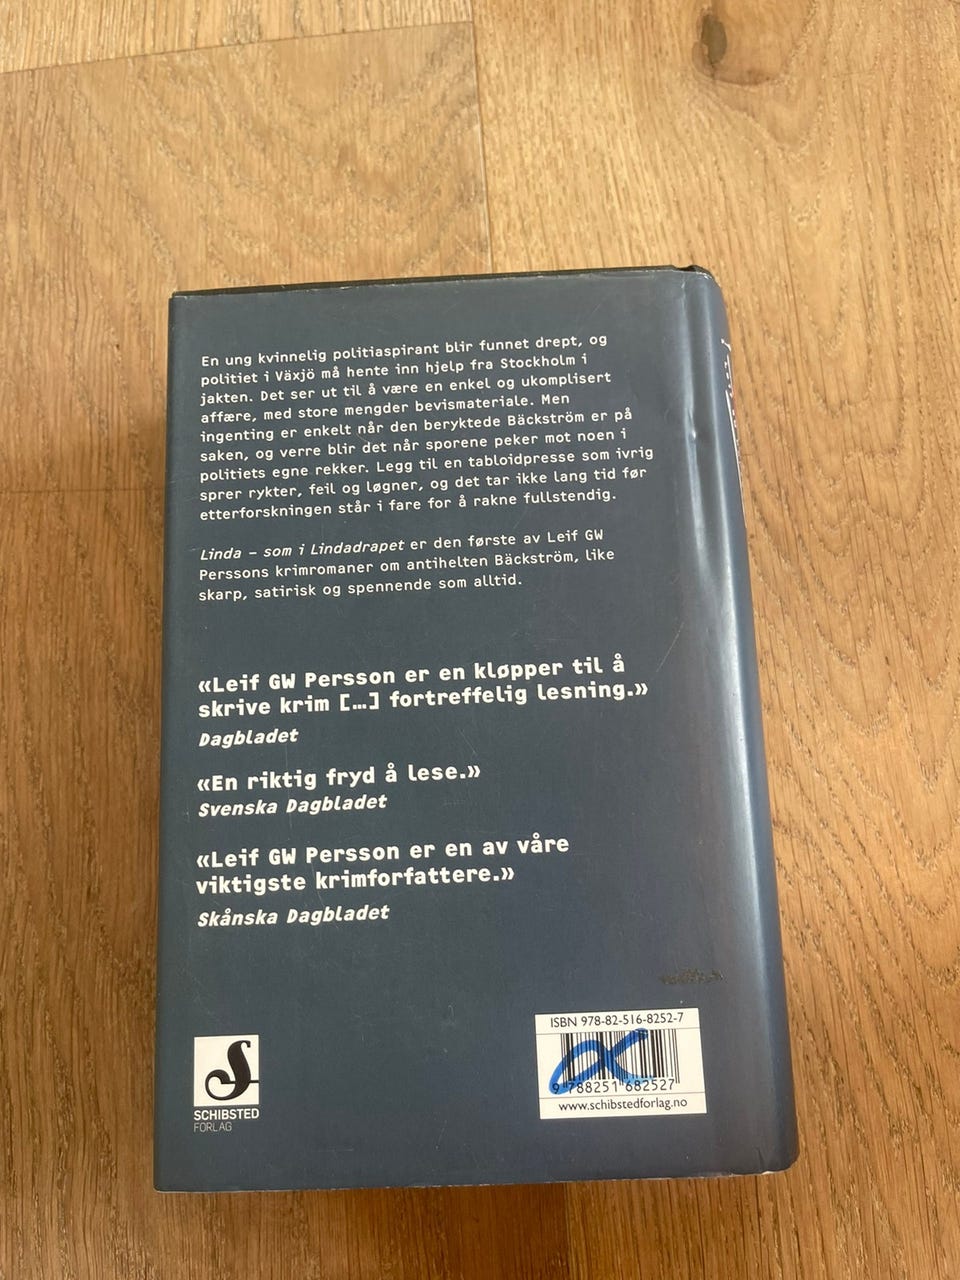 En ung kvinnelig politiaspirant blir funnet drept, og
politiet i Växjö må hente inn hjelp fra Stockholm i
jakten. Det ser ut til å være en enkel og ukomplisert
affære, med store mengder bevismateriale. Men
ingenting er enkelt når den beryktede Bäckström er på
saken, og verre blir det når sporene peker mot noen i
politiets egne rekker. Legg til en tabloidpresse som ivrig
sprer rykter, feil og løgner, og det tar ikke lang tid før
etterforskningen står i fare for å rakne fullstendig.
Linda – som i Lindadrapet er den første av Leif GW
Perssons krimromaner om antihelten Bäckström, like
skarp, satirisk og spennende som alltid.
«Leif GW Persson er en kløpper til å
skrive krim […] fortreffelig lesning.»
Dagbladet
«En riktig fryd å lese.»
Svenska Dagbladet
«Leif GW Persson er en av våre
viktigste krimforfattere.»
Skånska Dagbladet
SCHIBSTED
FORLAG
ISBN 978-82-516-8252-7
9 788251 682527
www.schibstedforlag.no